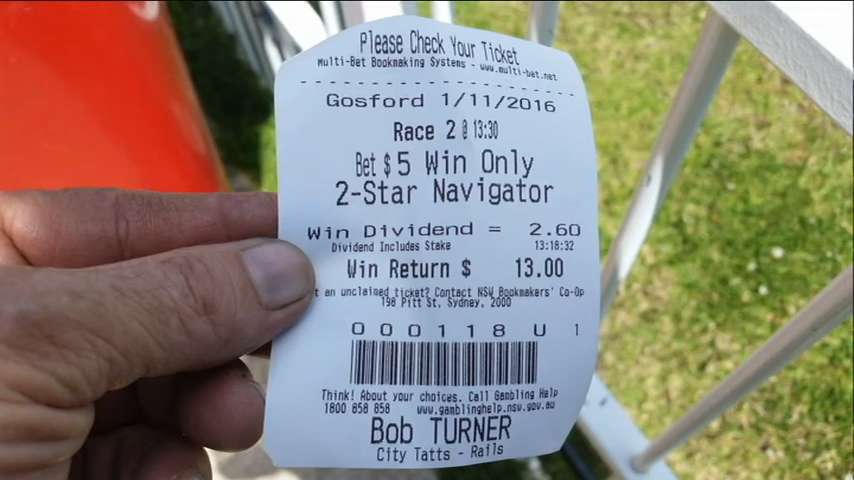 Please Check Your Ticket
Multi-Bet Bookmaking Systems - www.multi-bet.net
Gosford 1/11/2016
Race 2 @ 13:30
Bet $ 5 Win Only
2-Star Navigator
Win Dividend = 2.60
Dividend Includes Stake 13:18:32
Win Return $ 13.00
an unclaimed ticket? Contact NSW Bookmakers' Co-Op
198 Pitt St, Sydney, 2000
000118 U 1
Think! About your choices. Call Gambling Help
1800 858 858 www.gamblinghelp.nsw.gov.au
Bob TURNER
City Tatts - Rails